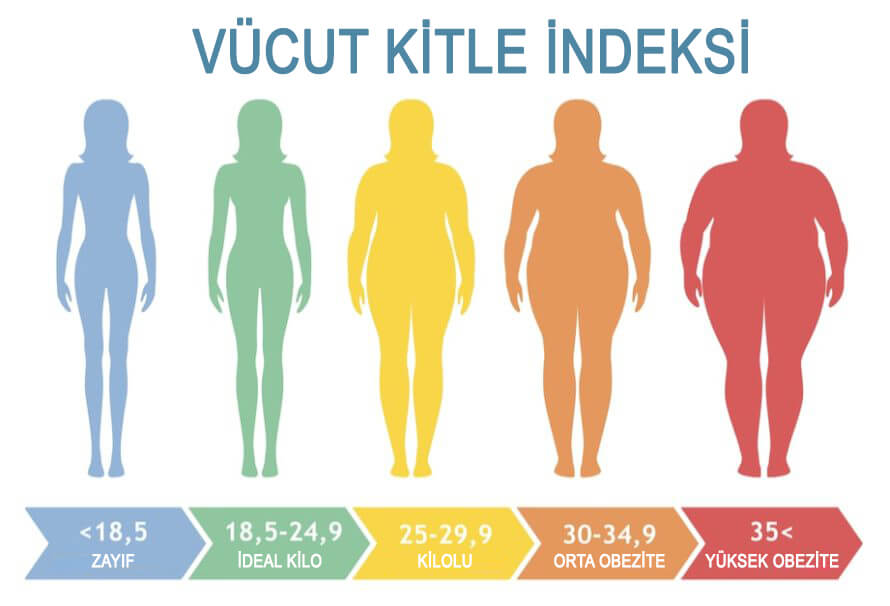 VÜCUT KİTLE İNDEKSİ
<18,5
ZAYIF
18,5-24,9
İDEAL KİLO
25-29,9
KİLOLU
30-34,9
ORTA OBEZİTE
35<
YÜKSEK OBEZİTE